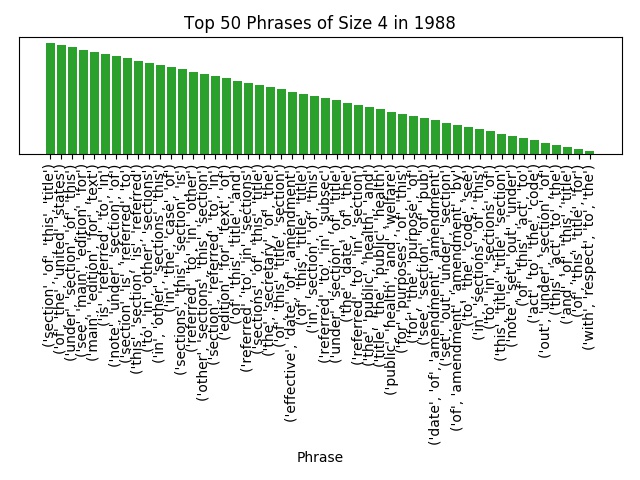 Top 50 Phrases of Size 4 in 1988
('section', 'of', 'this', 'title')
('of', 'the', 'united', 'states')
('under', 'section', 'of', 'this')
('see', 'main', 'edition', 'for')
('main', 'edition', 'for', 'text')
('is', 'referred', 'to', 'in')
('note', 'under', 'section', 'of')
('section', 'is', 'referred', 'to')
('this', 'section', 'is', 'referred')
('to', 'in', 'other', 'sections')
('in', 'other', 'sections', 'this')
('in', 'the', 'case', 'of')
('sections', 'this', 'section', 'is')
('referred', 'to', 'in', 'other')
('other', 'sections', 'this', 'section')
('section', 'referred', 'to', 'in')
('edition', 'for', 'text', 'of')
('of', 'this', 'title', 'and')
('referred', 'to', 'in', 'sections')
('sections', 'of', 'this', 'title')
('the', 'secretary', 'of', 'the')
('of', 'this', 'title', 'section')
('effective', 'date', 'of', 'amendment')
('of', 'this', 'title', 'title')
('in', 'section', 'of', 'this')
('referred', 'to', 'in', 'subsec')
('under', 'section', 'of', 'title')
('the', 'date', 'of', 'the')
('referred', 'to', 'in', 'section')
('the', 'public', 'health', 'and')
('title', 'the', 'public', 'health')
('public', 'health', 'and', 'welfare')
('for', 'purposes', 'of', 'this')
('for', 'the', 'purpose', 'of')
('see', 'section', 'of', 'pub')
('date', 'of', 'amendment', 'amendment')
('set', 'out', 'under', 'section')
('of', 'amendment', 'amendment', 'by')
('to', 'the', 'code', 'see')
('in', 'sections', 'of', 'this')
('to', 'in', 'sections', 'of')
('this', 'title', 'title', 'section')
('note', 'set', 'out', 'under')
('of', 'this', 'act', 'to')
('act', 'to', 'the', 'code')
('out', 'under', 'section', 'of')
('this', 'act', 'to', 'the')
('and', 'of', 'this', 'title')
('of', 'this', 'title', 'for')
('with', 'respect', 'to', 'the')
Phrase